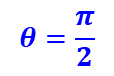 θ = π/2